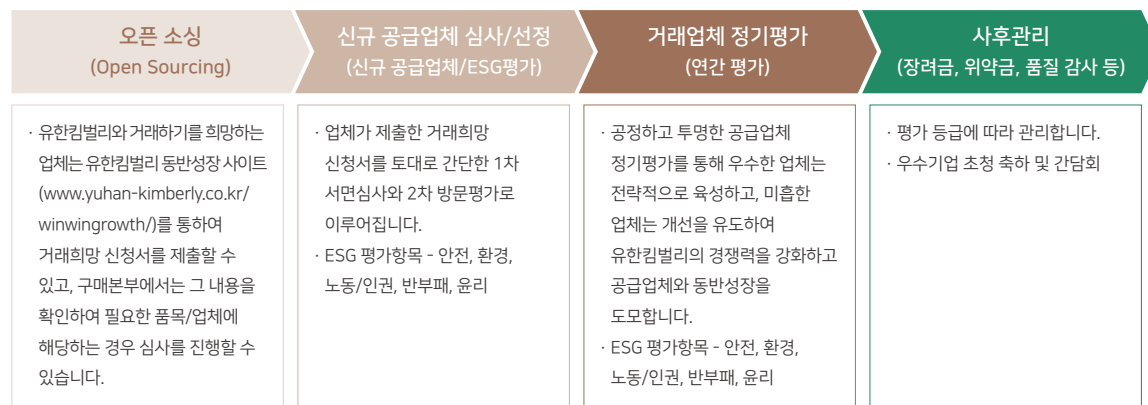 오픈 소싱
(Open Sourcing)
신규 공급업체 심사/선정
(신규 공급업체/ESG평가)
거래업체 정기평가
(연간 평가)
사후관리
(장려금, 위약금, 품질 감사 등)
· 유한킴벌리와 거래하기를 희망하는
업체는 유한킴벌리 동반성장 사이트
(www.yuhan-kimberly.co.kr/
winwingrowth/)를 통하여
거래희망 신청서를 제출할 수
있고, 구매본부에서는 그 내용을
확인하여 필요한 품목/업체에
해당하는 경우 심사를 진행할 수
있습니다.
· 업체가 제출한 거래희망
신청서를 토대로 간단한 1차
서면심사와 2차 방문평가로
이루어집니다.
· ESG 평가항목 - 안전, 환경,
노동/인권, 반부패, 윤리
· 공정하고 투명한 공급업체
정기평가를 통해 우수한 업체는
전략적으로 육성하고, 미흡한
업체는 개선을 유도하여
유한킴벌리의 경쟁력을 강화하고
공급업체와 동반성장을
도모합니다.
· ESG 평가항목 - 안전, 환경,
노동/인권, 반부패, 윤리
· 평가 등급에 따라 관리합니다.
· 우수기업 초청 축하 및 간담회